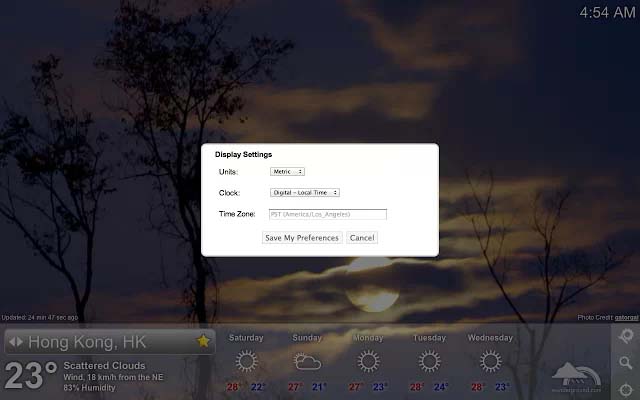 4:54 AM
Display Settings
Units: Metric
Clock: Digital - Local Time
Time Zone: PST (America/Los_Angeles)
Save My Preferences Cancel
Updated: 24 min 47 sec ago
Photo Credit: gatorgal
Hong Kong, HK
23°
Scattered Clouds
Wind, 18 km/h from the NE
83% Humidity
Saturday Sunday Monday Tuesday Wednesday
28° 22° 27° 21° 27° 23° 28° 24° 28° 23°
wunderground.com